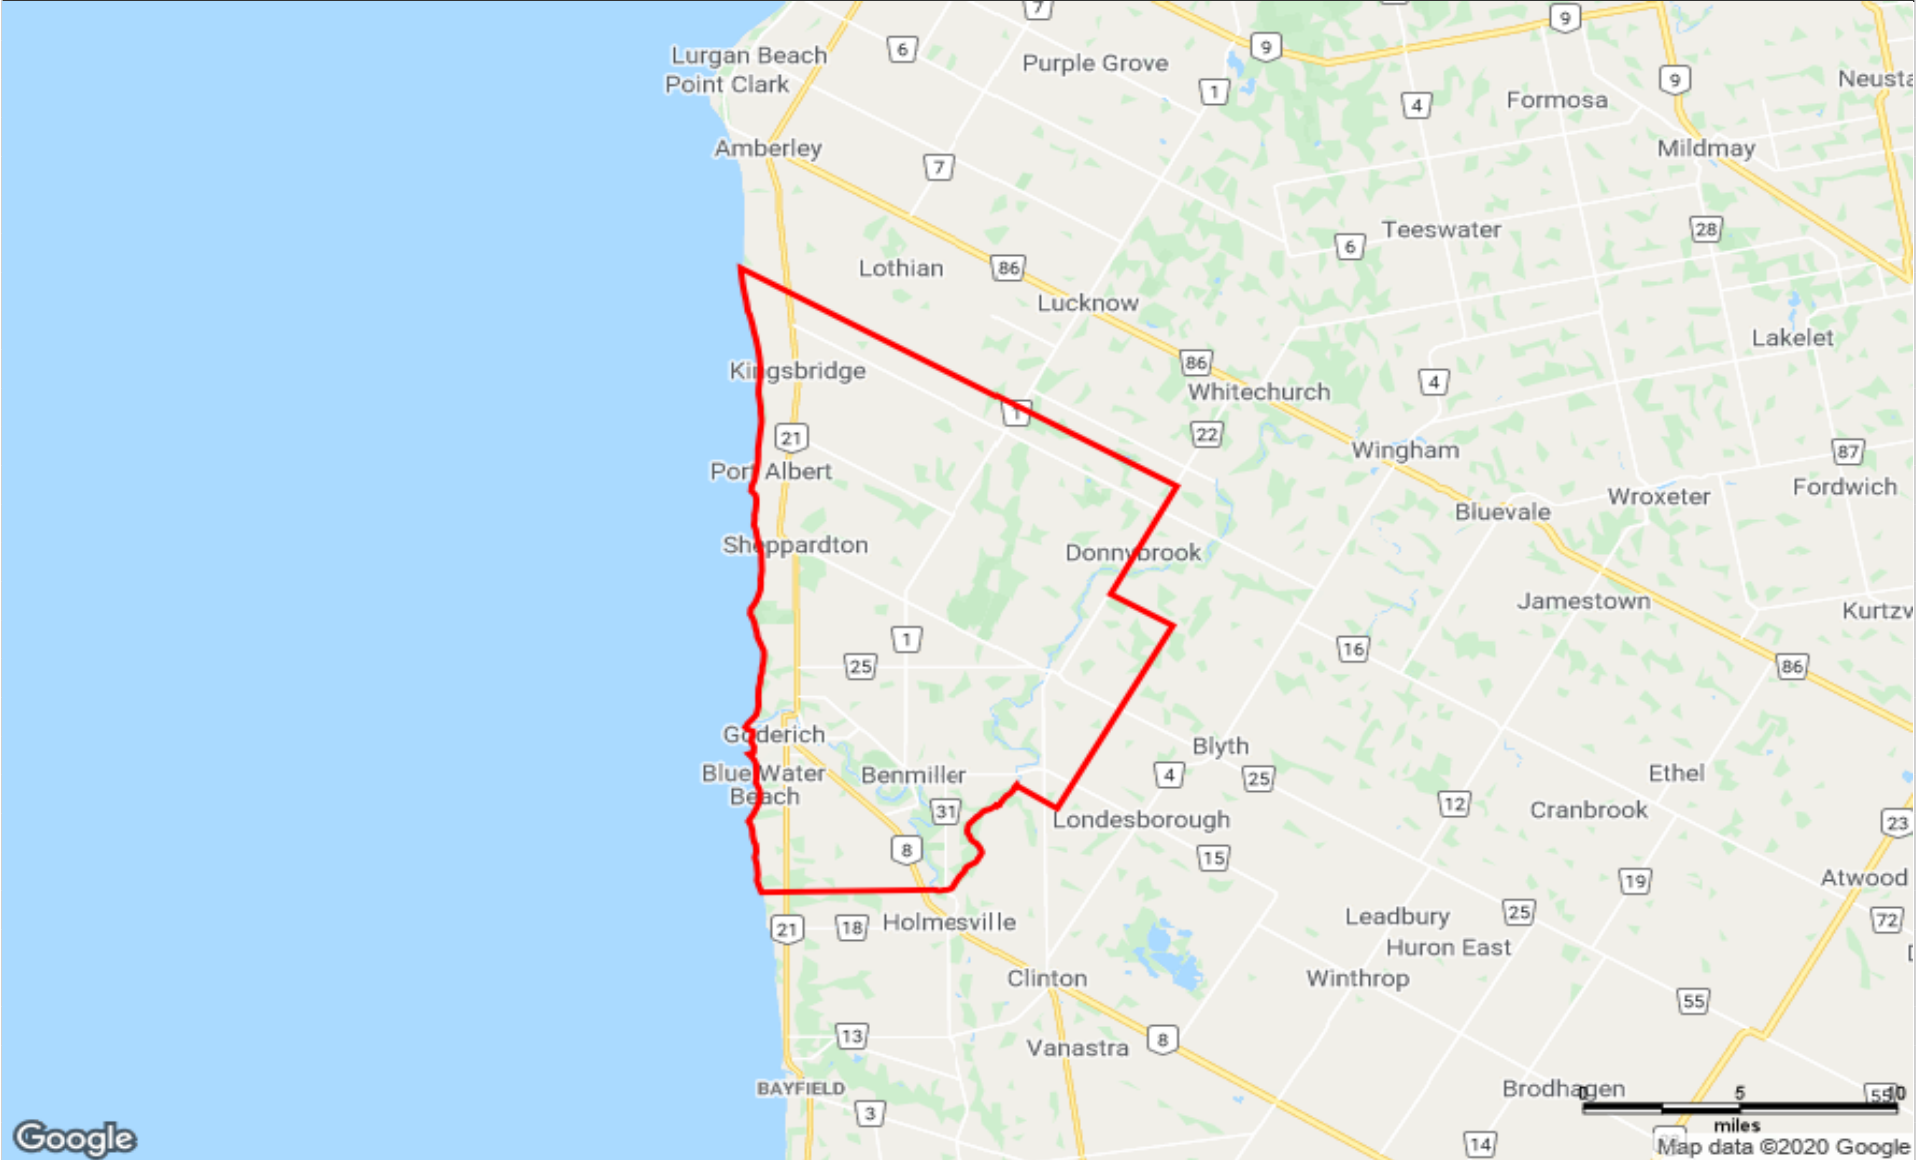 7
9
Lurgan Beach
6
9
Purple Grove
Point Clark
9
Neusta
1
4
Formosa
Amberley
Mildmay
7
Teeswater
28
6
Lothian
86
Lucknow
Lakelet
86
Kingsbridge
4
Whitechurch
1
21
22
Wingham
87
Port Albert
Fordwich
Wroxeter
Bluevale
Sheppardton
Donnybrook
Jamestown
Kurtzv
1
16
25
86
Goderich
Blyth
Blue Water
Beach
Benmiller
4
25
Ethel
31
12
Cranbrook
Londesborough
23
8
15
Atwood
19
Leadbury
25
72
21
18
Holmesville
Huron East
Clinton
Winthrop
55
13
8
Vanastra
BAYFIELD
Brodhagen
0
5
10
55
3
miles
Google
14
Map data ©2020 Google